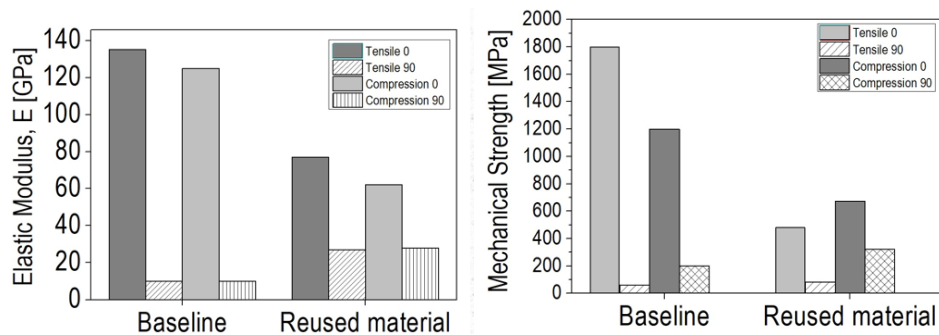 Elastic Modulus, E [GPa]
140
120
100
80
60
40
20
0
Tensile 0
Tensile 90
Compression 0
Compression 90
Baseline
Reused material
Mechanical Strength [MPa]
2000
1800
1600
1400
1200
1000
800
600
400
200
0
Tensile 0
Tensile 90
Compression 0
Compression 90
Baseline
Reused material